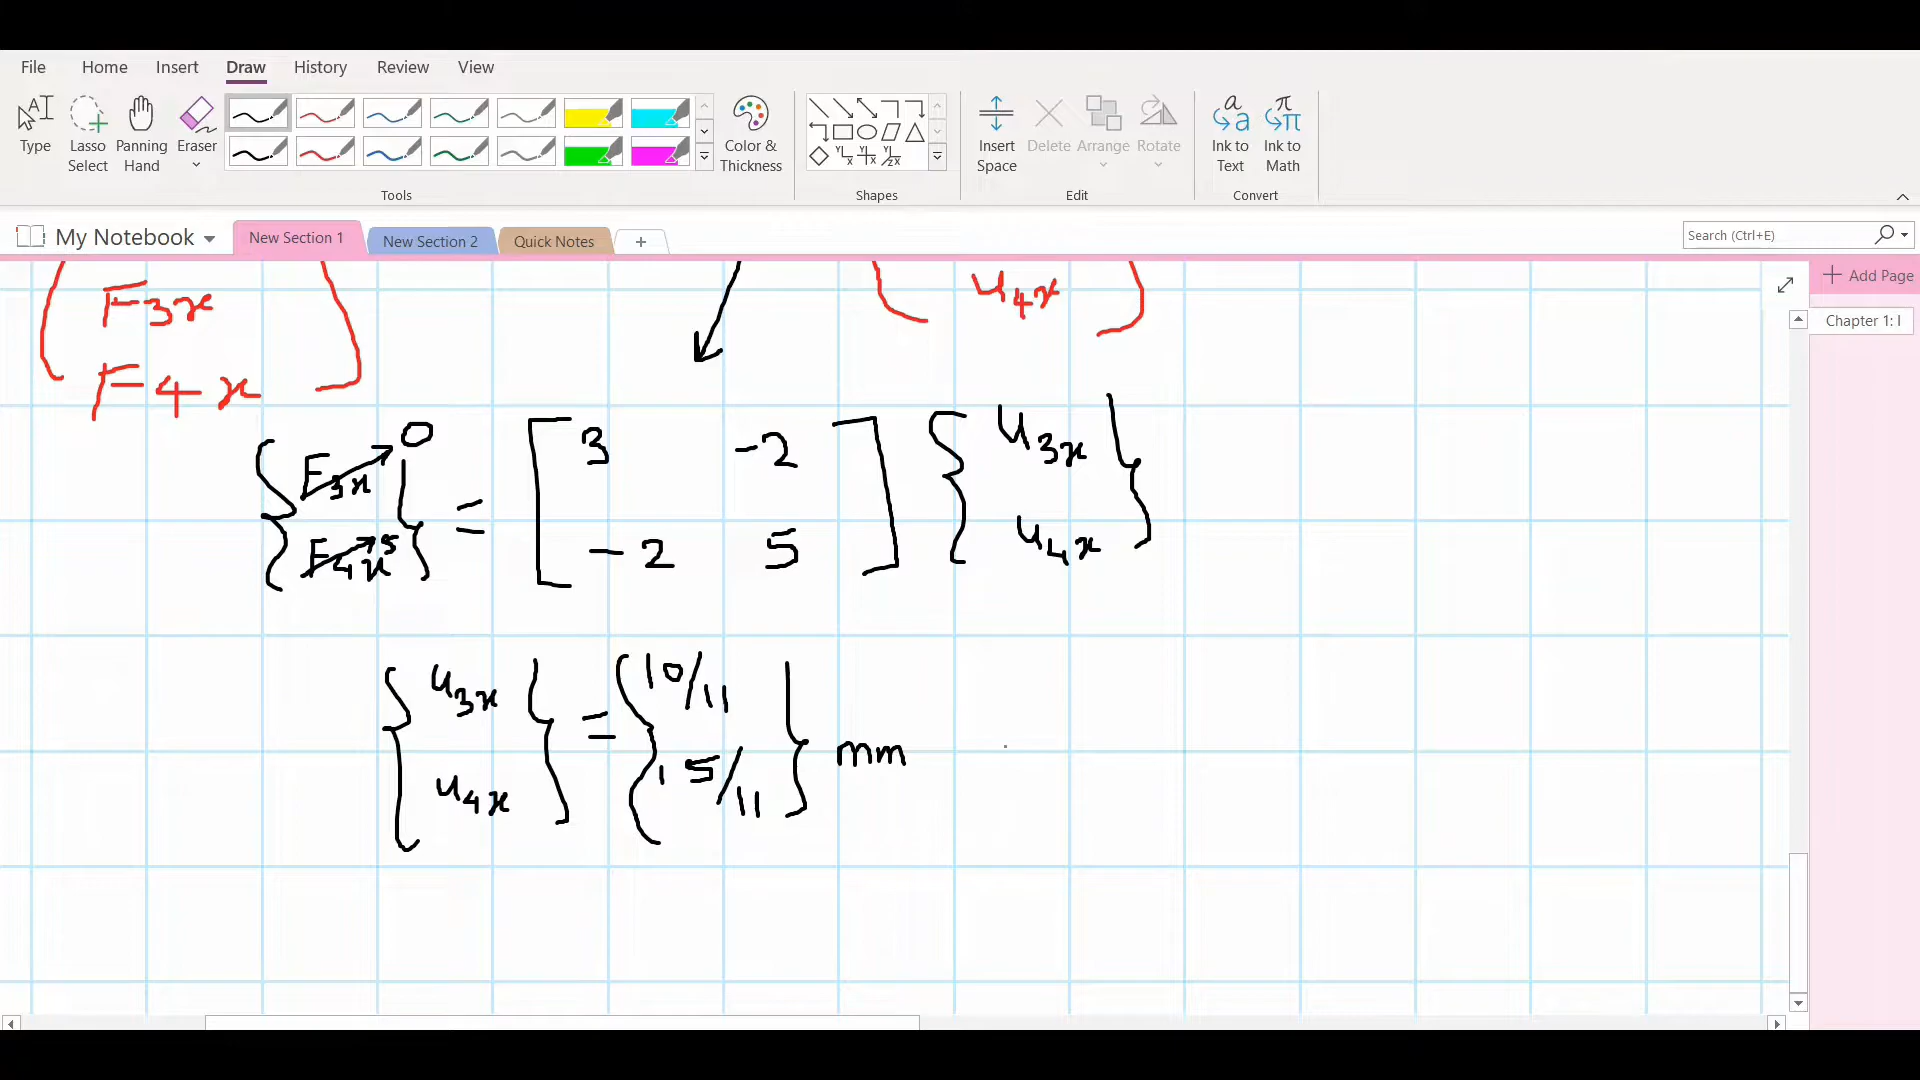 File Home Insert Draw History Review View
Type
Lasso Select
Panning Hand
Eraser
Color & Thickness
Insert Space
Delete
Arrange
Rotate
Ink to Text
Ink to Math
Tools Shapes Edit Convert
My Notebook New Section 1 New Section 2 Quick Notes + Search (Ctrl+E)
Add Page
Chapter 1: I
F3x
F4x
u4x
{F3x → 0, F4x → 5} = [3 -2
-2 5] {u3x
u4x}
{u3x
u4x} = {10/11
15/11} mm